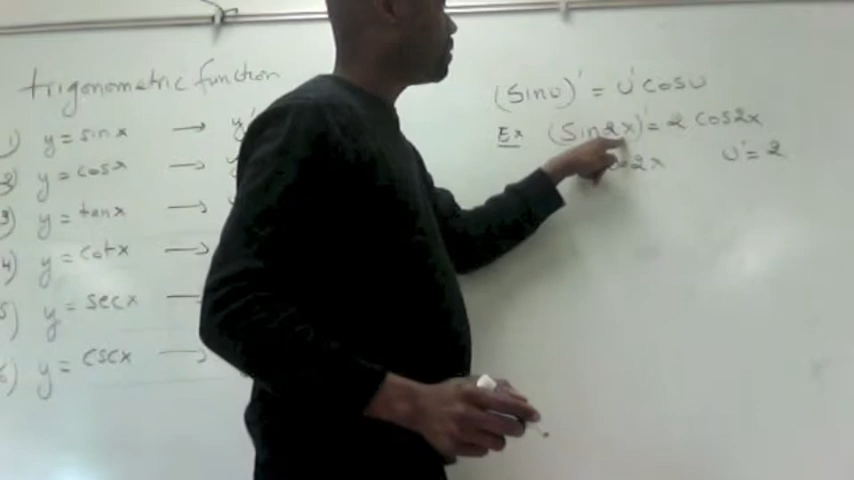 trigonometric function
1) y = sin x → y'
2) y = cos x →
3) y = tan x →
4) y = cot x →
5) y = sec x →
6) y = csc x →
(Sin U)' = U' COS U
Ex (Sin 2x)' = 2 COS 2x
= 2x U' = 2